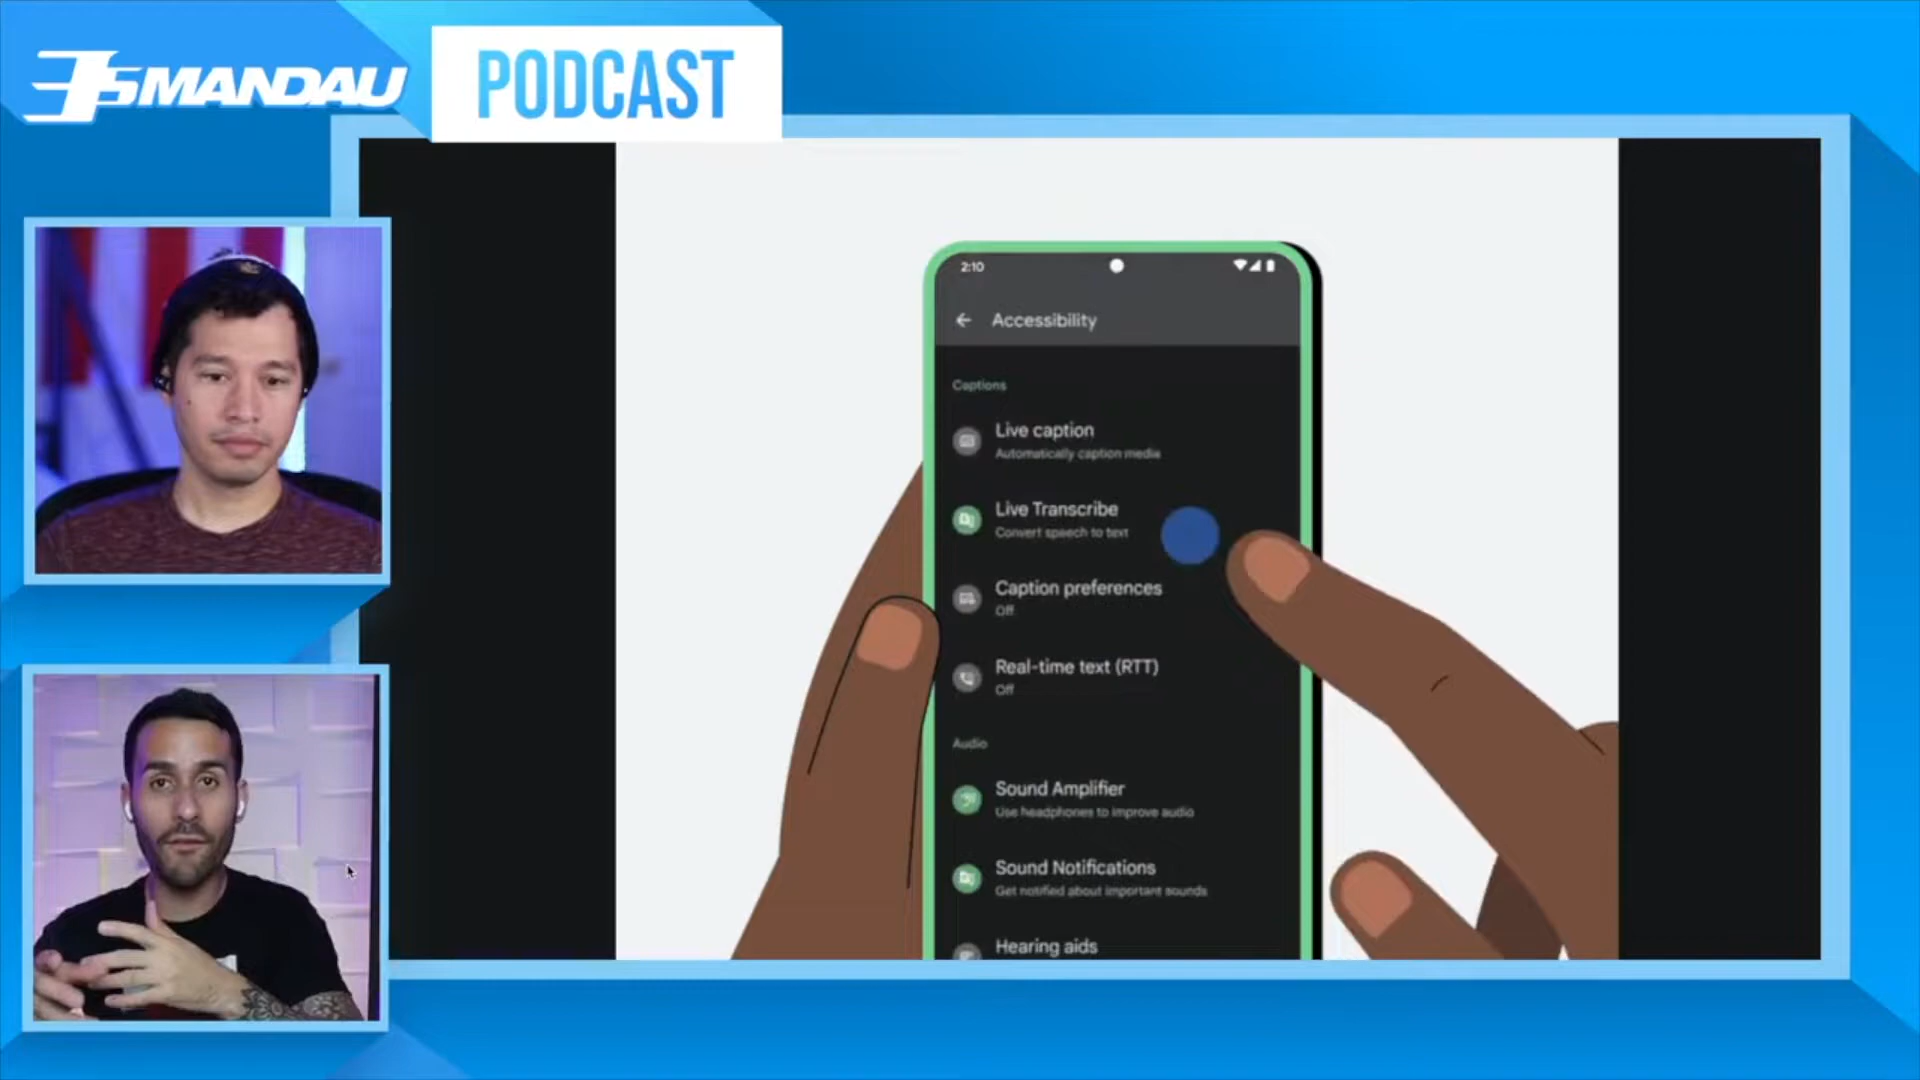 ESMANDAU
PODCAST
2:10
Accessibility
Captions
Live caption
Automatically caption media
Live Transcribe
Convert speech to text
Caption preferences
Off
Real-time text (RTT)
Off
Audio
Sound Amplifier
Use headphones to improve audio
Sound Notifications
Get notified about important sounds
Hearing aids